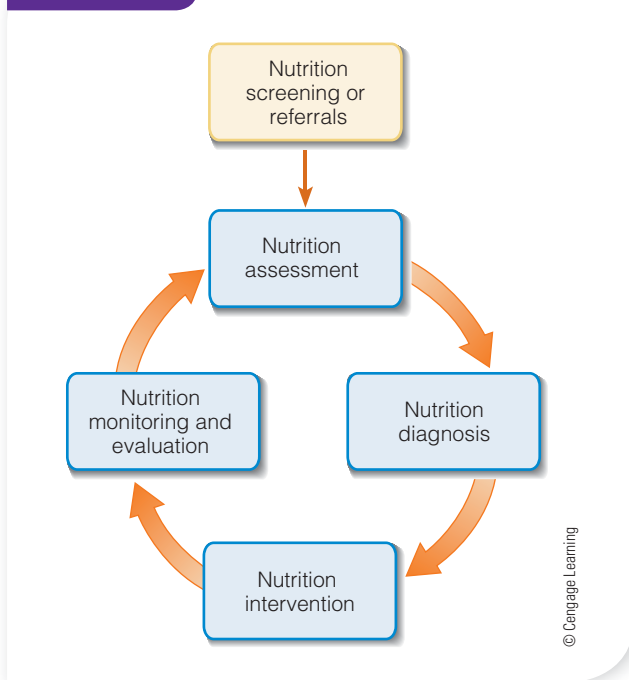 Nutrition
screening or
referrals
Nutrition
assessment
Nutrition
diagnosis
Nutrition
intervention
Nutrition
monitoring and
evaluation
© Cengage Learning